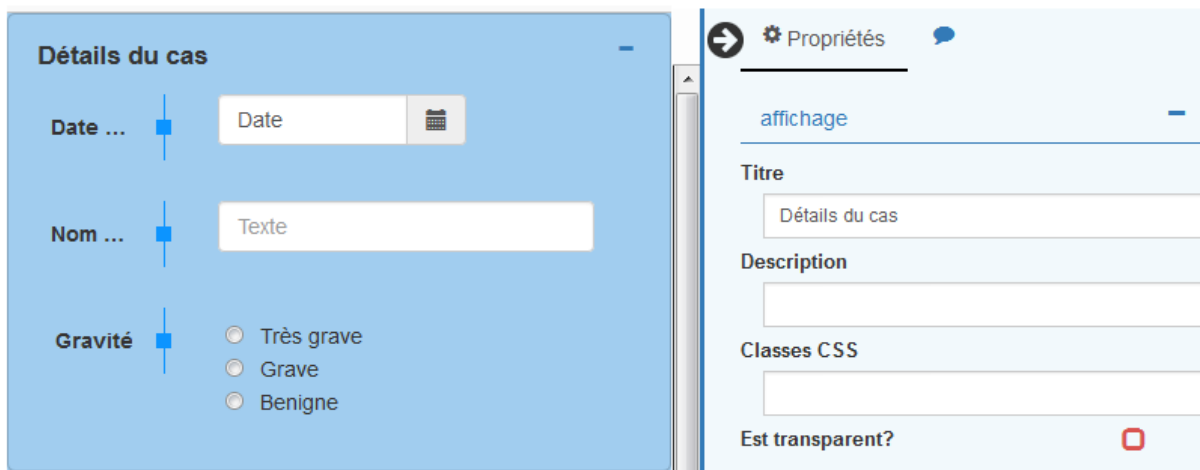 Détails du cas
Date ...
Date
Nom ...
Texte
Gravité
Très grave
Grave
Benigne
Propriétés
affichage
Titre
Détails du cas
Description
Classes CSS
Est transparent?